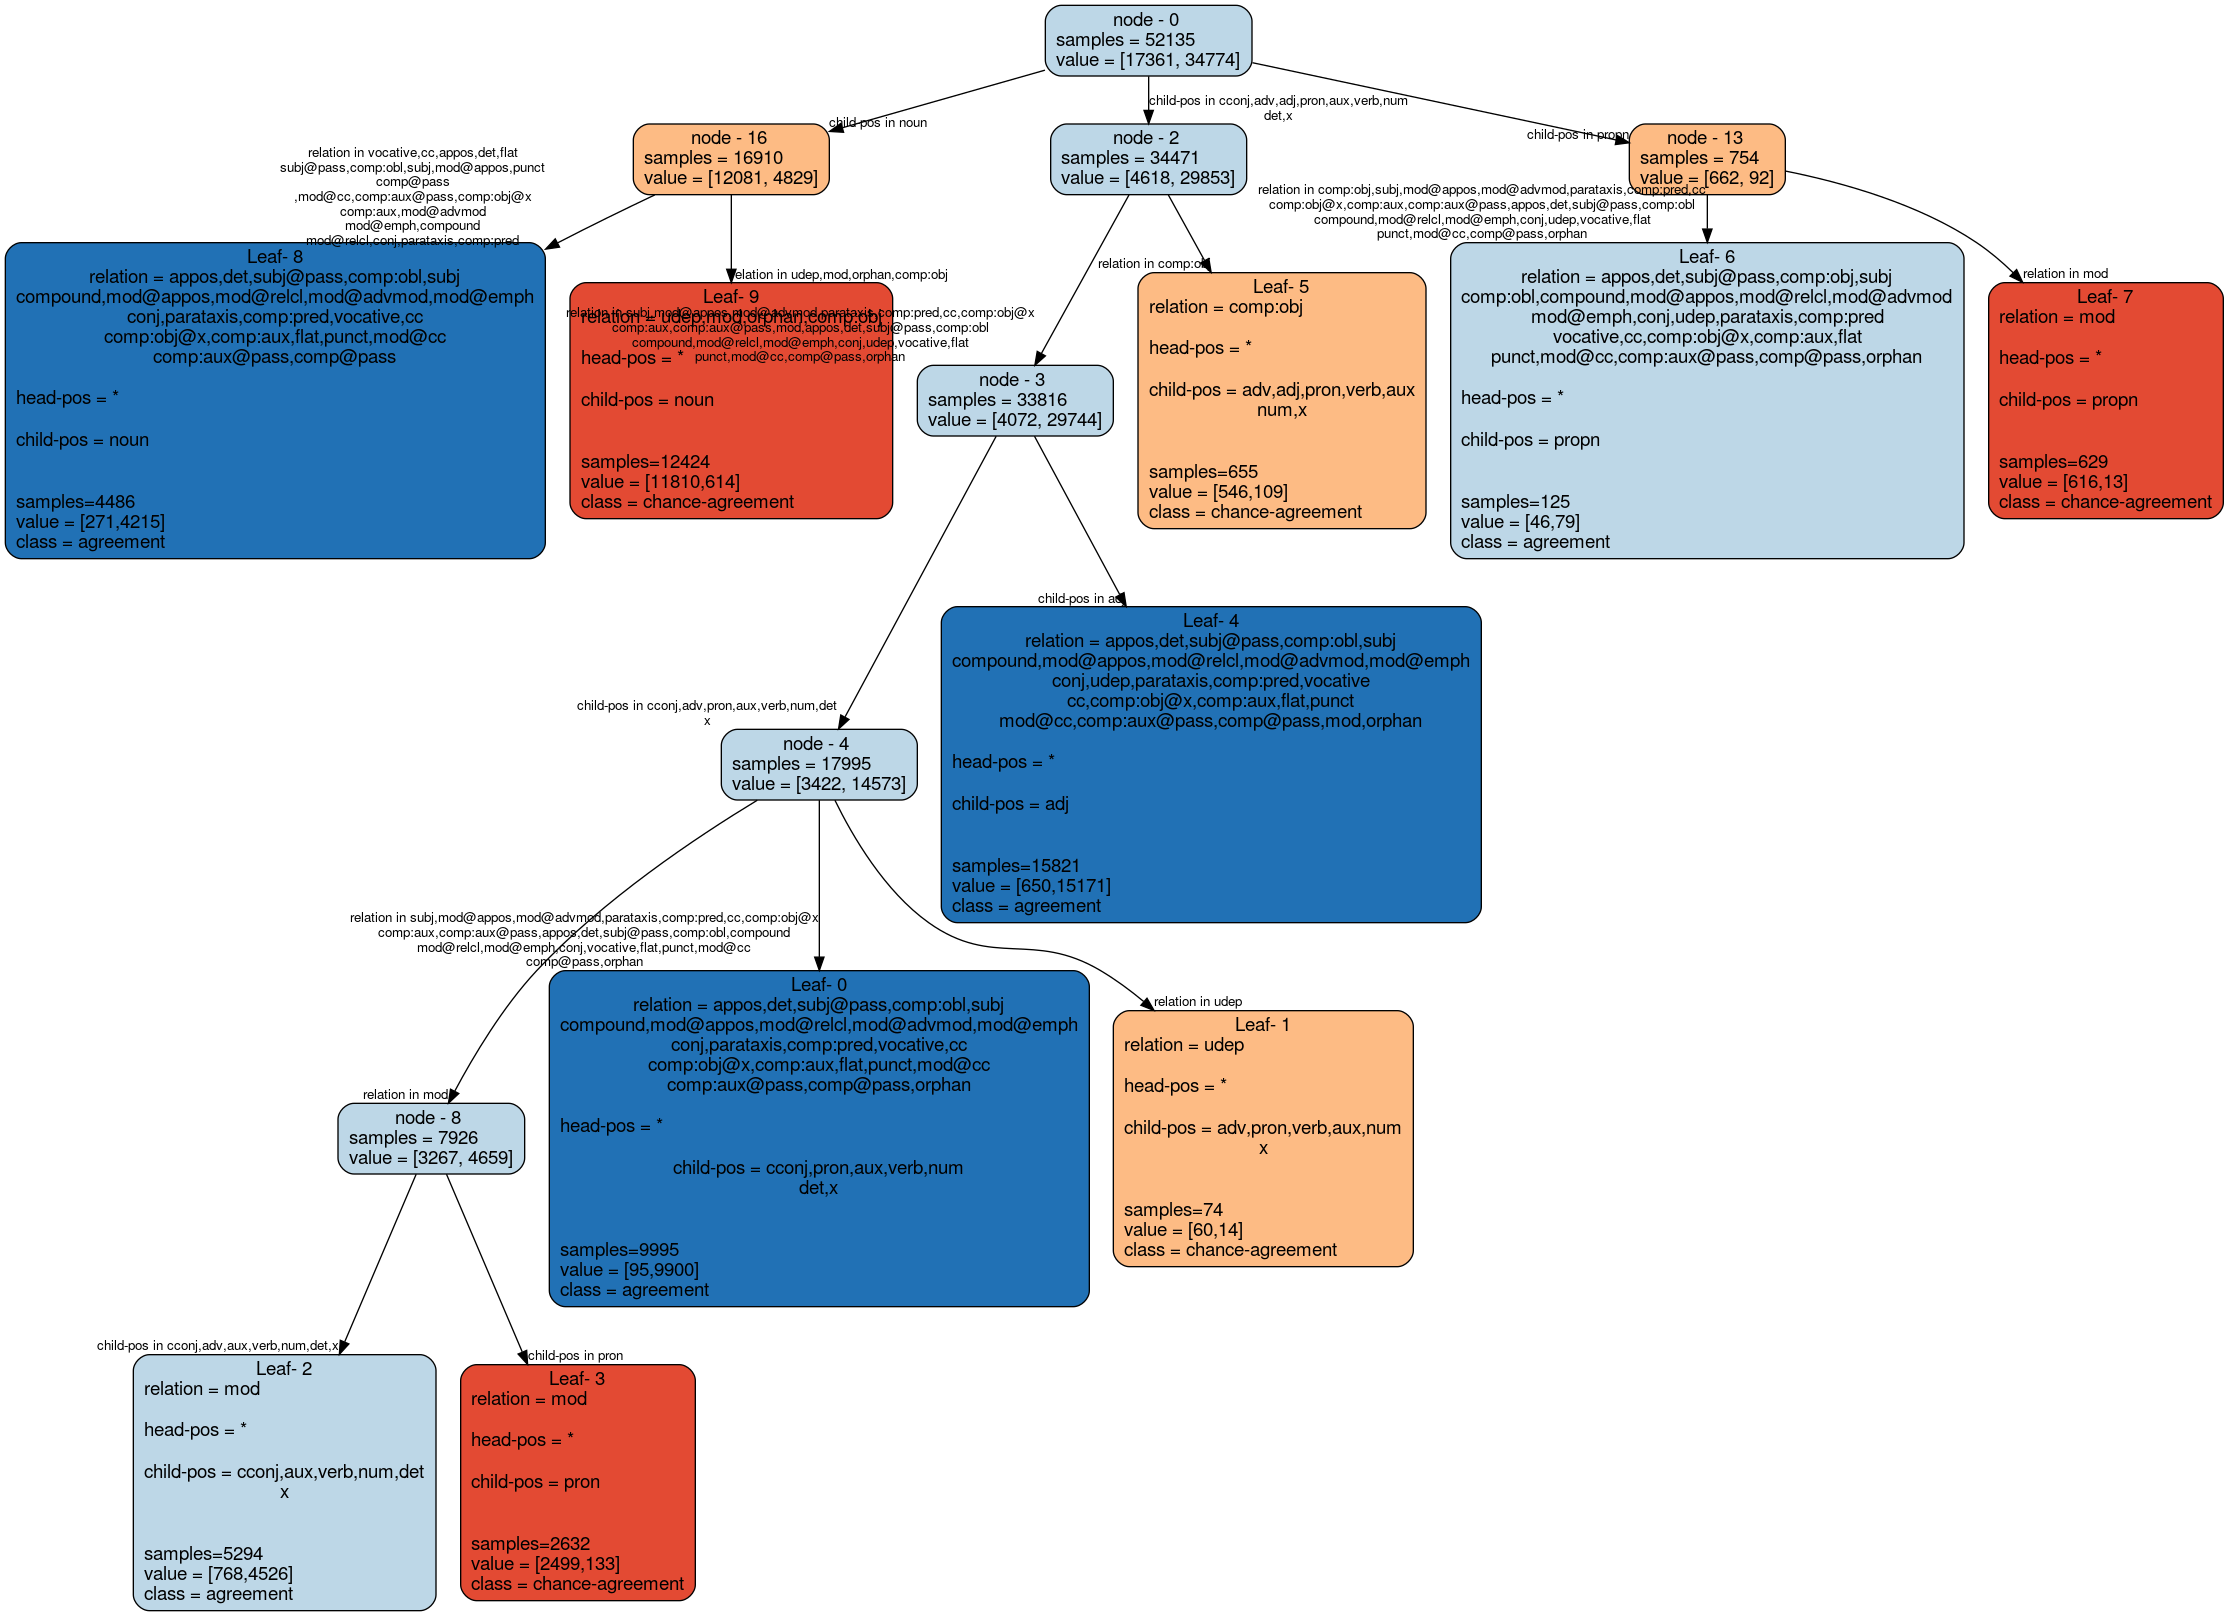 node - 0
samples = 52135
value = [17361, 34774]
child-pos in noun
child-pos in cconj,adv,adj,pron,aux,verb,num
det,x
child-pos in propn
node - 16
samples = 16910
value = [12081, 4829]
node - 2
samples = 34471
value = [4618, 29853]
node - 13
samples = 754
value = [662, 92]
relation in vocative,cc,appos,det,flat
subj@pass,comp:obl,subj,mod@appos,punct
comp@pass
,mod@cc,comp:aux@pass,comp:obj@x
comp:aux,mod@advmod
mod@emph,compound
mod@relcl,conj,parataxis,comp:pred
relation in udep,mod,orphan,comp:obj
relation in subj,mod@appos,mod@advmod,parataxis,comp:pred,cc,comp:obj@x
comp:aux,comp:aux@pass,mod,appos,det,subj@pass,comp:obl
compound,mod@relcl,mod@emph,conj,udep,vocative,flat
punct,mod@cc,comp@pass,orphan
relation in comp:obj
relation in comp:obj,subj,mod@appos,mod@advmod,parataxis,comp:pred,cc
comp:obj@x,comp:aux,comp:aux@pass,appos,det,subj@pass,comp:obl
compound,mod@relcl,mod@emph,conj,udep,vocative,flat
punct,mod@cc,comp@pass,orphan
relation in mod
Leaf- 8
relation = appos,det,subj@pass,comp:obl,subj
compound,mod@appos,mod@relcl,mod@advmod,mod@emph
conj,parataxis,comp:pred,vocative,cc
comp:obj@x,comp:aux,flat,punct,mod@cc
comp:aux@pass,comp@pass
head-pos = *
child-pos = noun
samples=4486
value = [271,4215]
class = agreement
Leaf- 9
relation = udep,mod,orphan,comp:obj
head-pos = *
child-pos = noun
samples=12424
value = [11810,614]
class = chance-agreement
node - 3
samples = 33816
value = [4072, 29744]
Leaf- 5
relation = comp:obj
head-pos = *
child-pos = adv,adj,pron,verb,aux
num,x
samples=655
value = [546,109]
class = chance-agreement
Leaf- 6
relation = appos,det,subj@pass,comp:obj,subj
comp:obl,compound,mod@appos,mod@relcl,mod@advmod
mod@emph,conj,udep,parataxis,comp:pred
vocative,cc,comp:obj@x,comp:aux,flat
punct,mod@cc,comp:aux@pass,comp@pass,orphan
head-pos = *
child-pos = propn
samples=125
value = [46,79]
class = agreement
Leaf- 7
relation = mod
head-pos = *
child-pos = propn
samples=629
value = [616,13]
class = chance-agreement
child-pos in cconj,adv,pron,aux,verb,num,det
x
child-pos in adj
node - 4
samples = 17995
value = [3422, 14573]
Leaf- 4
relation = appos,det,subj@pass,comp:obl,subj
compound,mod@appos,mod@relcl,mod@advmod,mod@emph
conj,udep,parataxis,comp:pred,vocative
cc,comp:obj@x,comp:aux,flat,punct
mod@cc,comp:aux@pass,comp@pass,mod,orphan
head-pos = *
child-pos = adj
samples=15821
value = [650,15171]
class = agreement
relation in mod
relation in subj,mod@appos,mod@advmod,parataxis,comp:pred,cc,comp:obj@x
comp:aux,comp:aux@pass,appos,det,subj@pass,comp:obl,compound
mod@relcl,mod@emph,conj,vocative,flat,punct,mod@cc
comp@pass,orphan
relation in udep
node - 8
samples = 7926
value = [3267, 4659]
Leaf- 0
relation = appos,det,subj@pass,comp:obl,subj
compound,mod@appos,mod@relcl,mod@advmod,mod@emph
conj,parataxis,comp:pred,vocative,cc
comp:obj@x,comp:aux,flat,punct,mod@cc
comp:aux@pass,comp@pass,orphan
head-pos = *
child-pos = cconj,pron,aux,verb,num
det,x
samples=9995
value = [95,9900]
class = agreement
Leaf- 1
relation = udep
head-pos = *
child-pos = adv,pron,verb,aux,num
x
samples=74
value = [60,14]
class = chance-agreement
child-pos in cconj,adv,aux,verb,num,det,x
child-pos in pron
Leaf- 2
relation = mod
head-pos = *
child-pos = cconj,aux,verb,num,det
x
samples=5294
value = [768,4526]
class = agreement
Leaf- 3
relation = mod
head-pos = *
child-pos = pron
samples=2632
value = [2499,133]
class = chance-agreement